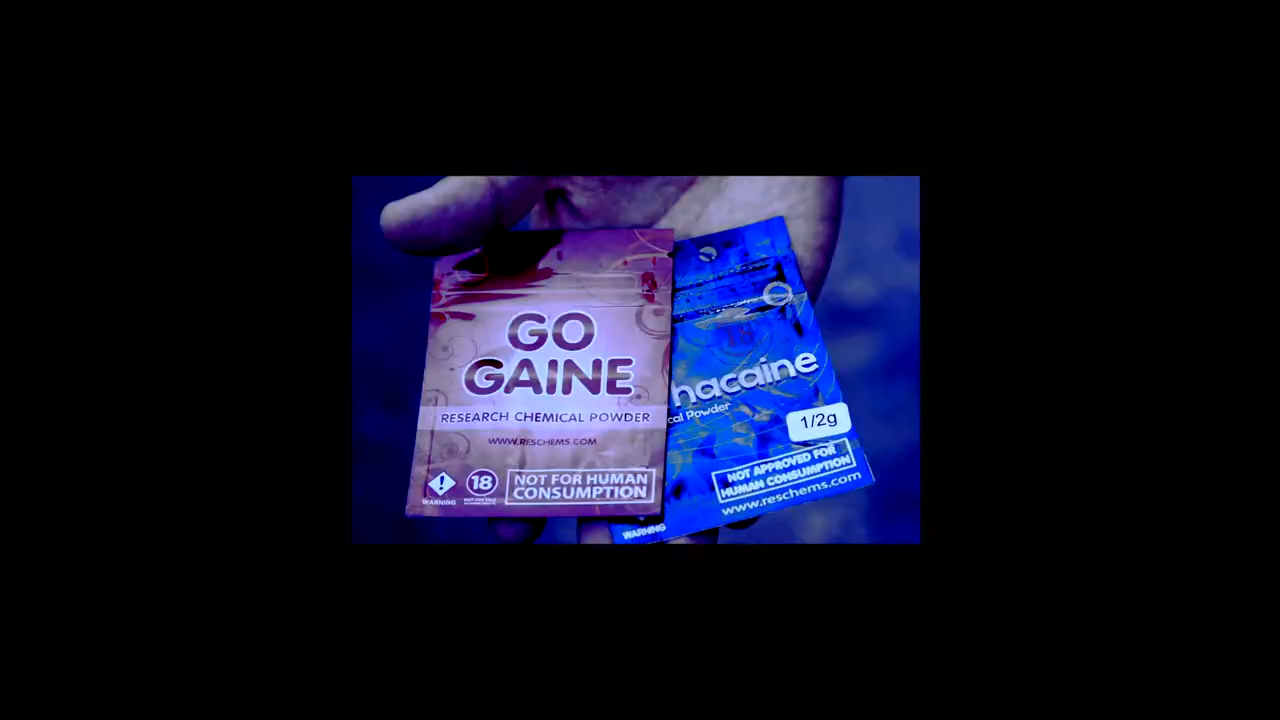 GO
GAINE
RESEARCH CHEMICAL POWDER
WWW.RESCHEMS.COM
WARNING
18
NOT FOR HUMAN
CONSUMPTION
hacaine
cal Powder
1/2g
NOT APPROVED FOR
HUMAN CONSUMPTION
www.reschems.com
WARNING